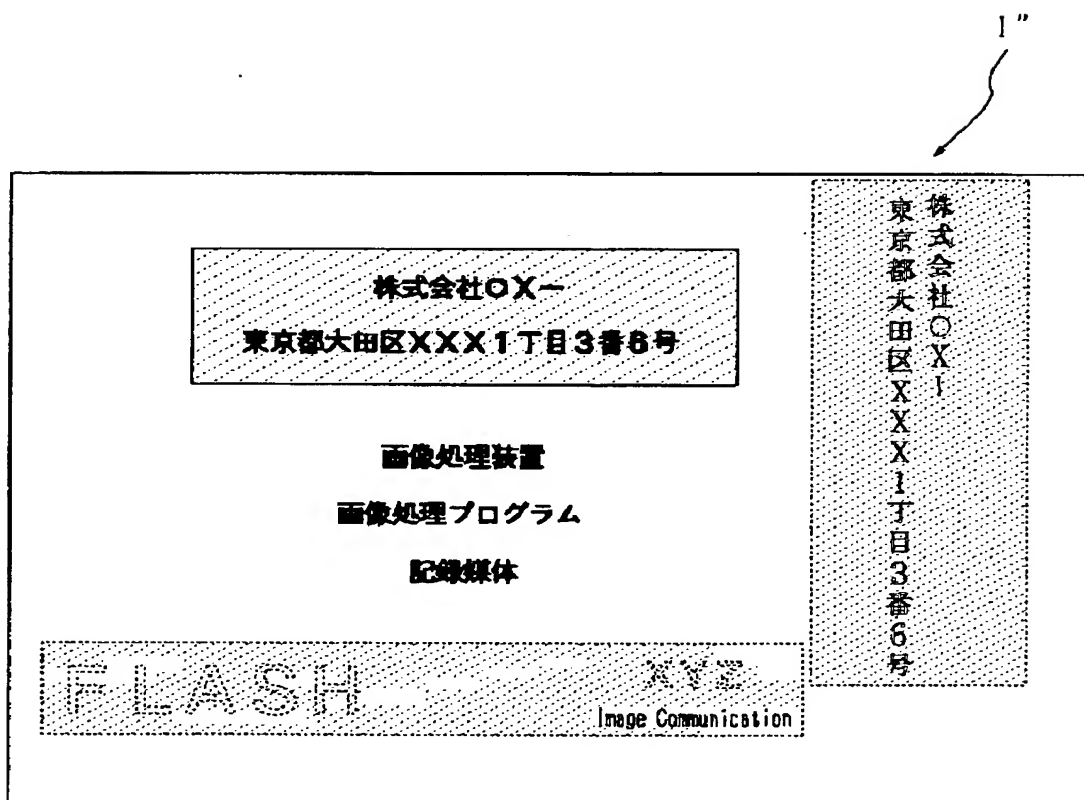 1"
株式会社〇X一
東京都大田区XXX1丁目3番6号
画像処理装置
画像処理プログラム
記録媒体
FLASH
XYZ
Image Communication
株式会社〇X1
東京都大田区XXX1丁目3番6号